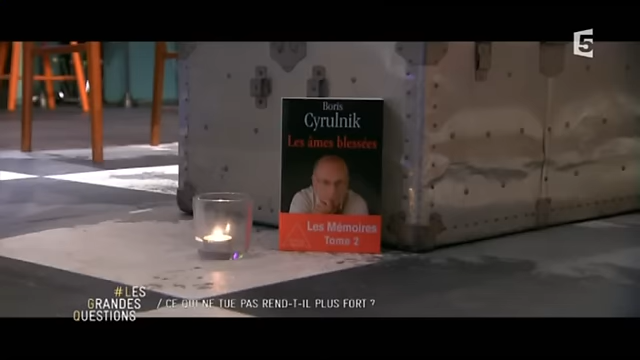 5
Boris
Cyrulnik
Les âmes blessées
Les Mémoires
Tome 2
#LES
GRANDES
QUESTIONS
/ CE QUI NE TUE PAS REND-T-IL PLUS FORT ?